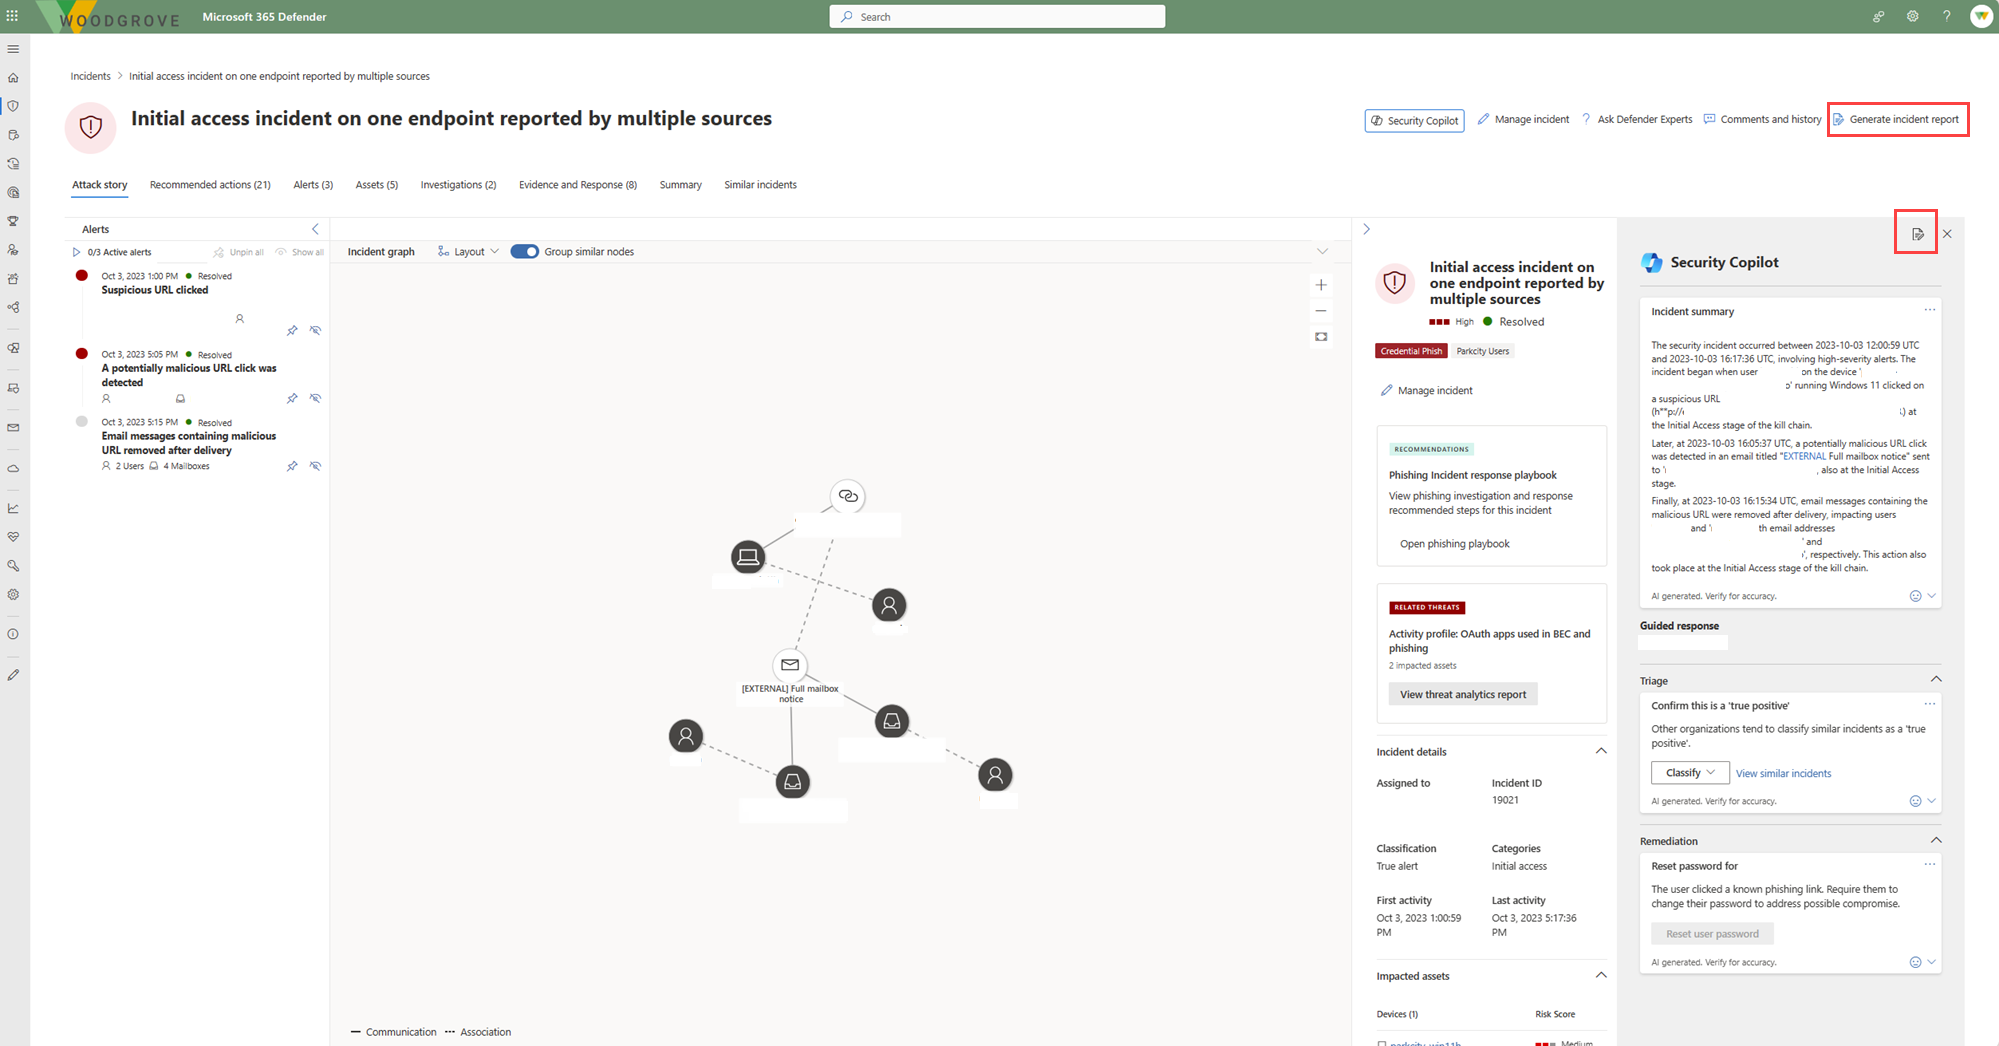 WOODGROVE
Microsoft 365 Defender
Search
Incidents > Initial access incident on one endpoint reported by multiple sources
Initial access incident on one endpoint reported by multiple sources
Security Copilot
Manage incident
? Ask Defender Experts
Comments and history
Generate incident report
Attack story
Recommended actions (21)
Alerts (3)
Assets (5)
Investigations (2)
Evidence and Response (8)
Summary
Similar incidents
Alerts
0/3 Active alerts
Unpin all
Show all
Oct 3, 2023 1:00 PM Resolved
Suspicious URL clicked
Oct 3, 2023 5:05 PM Resolved
A potentially malicious URL click was
detected
Oct 3, 2023 5:15 PM Resolved
Email messages containing malicious
URL removed after delivery
2 Users 4 Mailboxes
Incident graph
Layout
Group similar nodes
[EXTERNAL] Full mailbox
notice
Communication
Association
Initial access incident on
one endpoint reported by
multiple sources
High Resolved
Credential Phish
Parkcity Users
Manage incident
RECOMMENDATIONS
Phishing Incident response playbook
View phishing investigation and response
recommended steps for this incident
Open phishing playbook
RELATED THREATS
Activity profile: OAuth apps used in BEC and
phishing
2 impacted assets
View threat analytics report
Incident details
Assigned to
Incident ID
19021
Classification
True alert
Categories
Initial access
First activity
Oct 3, 2023 1:00:59
PM
Last activity
Oct 3, 2023 5:17:36
PM
Impacted assets
Devices (1)
Risk Score
parkcity-win11h
Medium
Security Copilot
Incident summary
The security incident occurred between 2023-10-03 12:00:59 UTC
and 2023-10-03 16:17:36 UTC, involving high-severity alerts. The
incident began when user on the device '
' running Windows 11 clicked on
a suspicious URL
(h**p:// ) at
the Initial Access stage of the kill chain.
Later, at 2023-10-03 16:05:37 UTC, a potentially malicious URL click
was detected in an email titled "EXTERNAL Full mailbox notice" sent
to ' , also at the Initial Access
stage.
Finally, at 2023-10-03 16:15:34 UTC, email messages containing the
malicious URL were removed after delivery, impacting users
and ' th email addresses
' and
', respectively. This action also
took place at the Initial Access stage of the kill chain.
AI generated. Verify for accuracy.
Guided response
Triage
Confirm this is a 'true positive'
Other organizations tend to classify similar incidents as a 'true
positive'.
Classify
View similar incidents
AI generated. Verify for accuracy.
Remediation
Reset password for
The user clicked a known phishing link. Require them to
change their password to address possible compromise.
Reset user password
AI generated. Verify for accuracy.